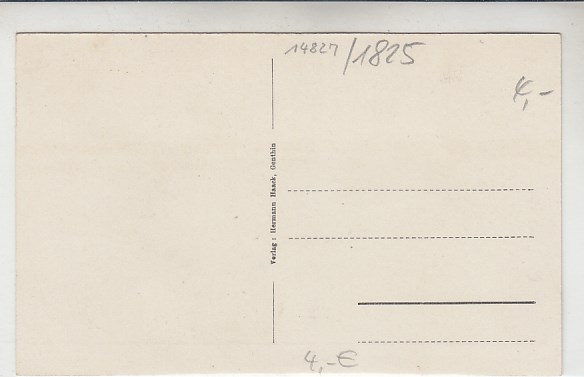 14827/1825
4,-
Verlag: Hermann Haack, Genthin
4,-€